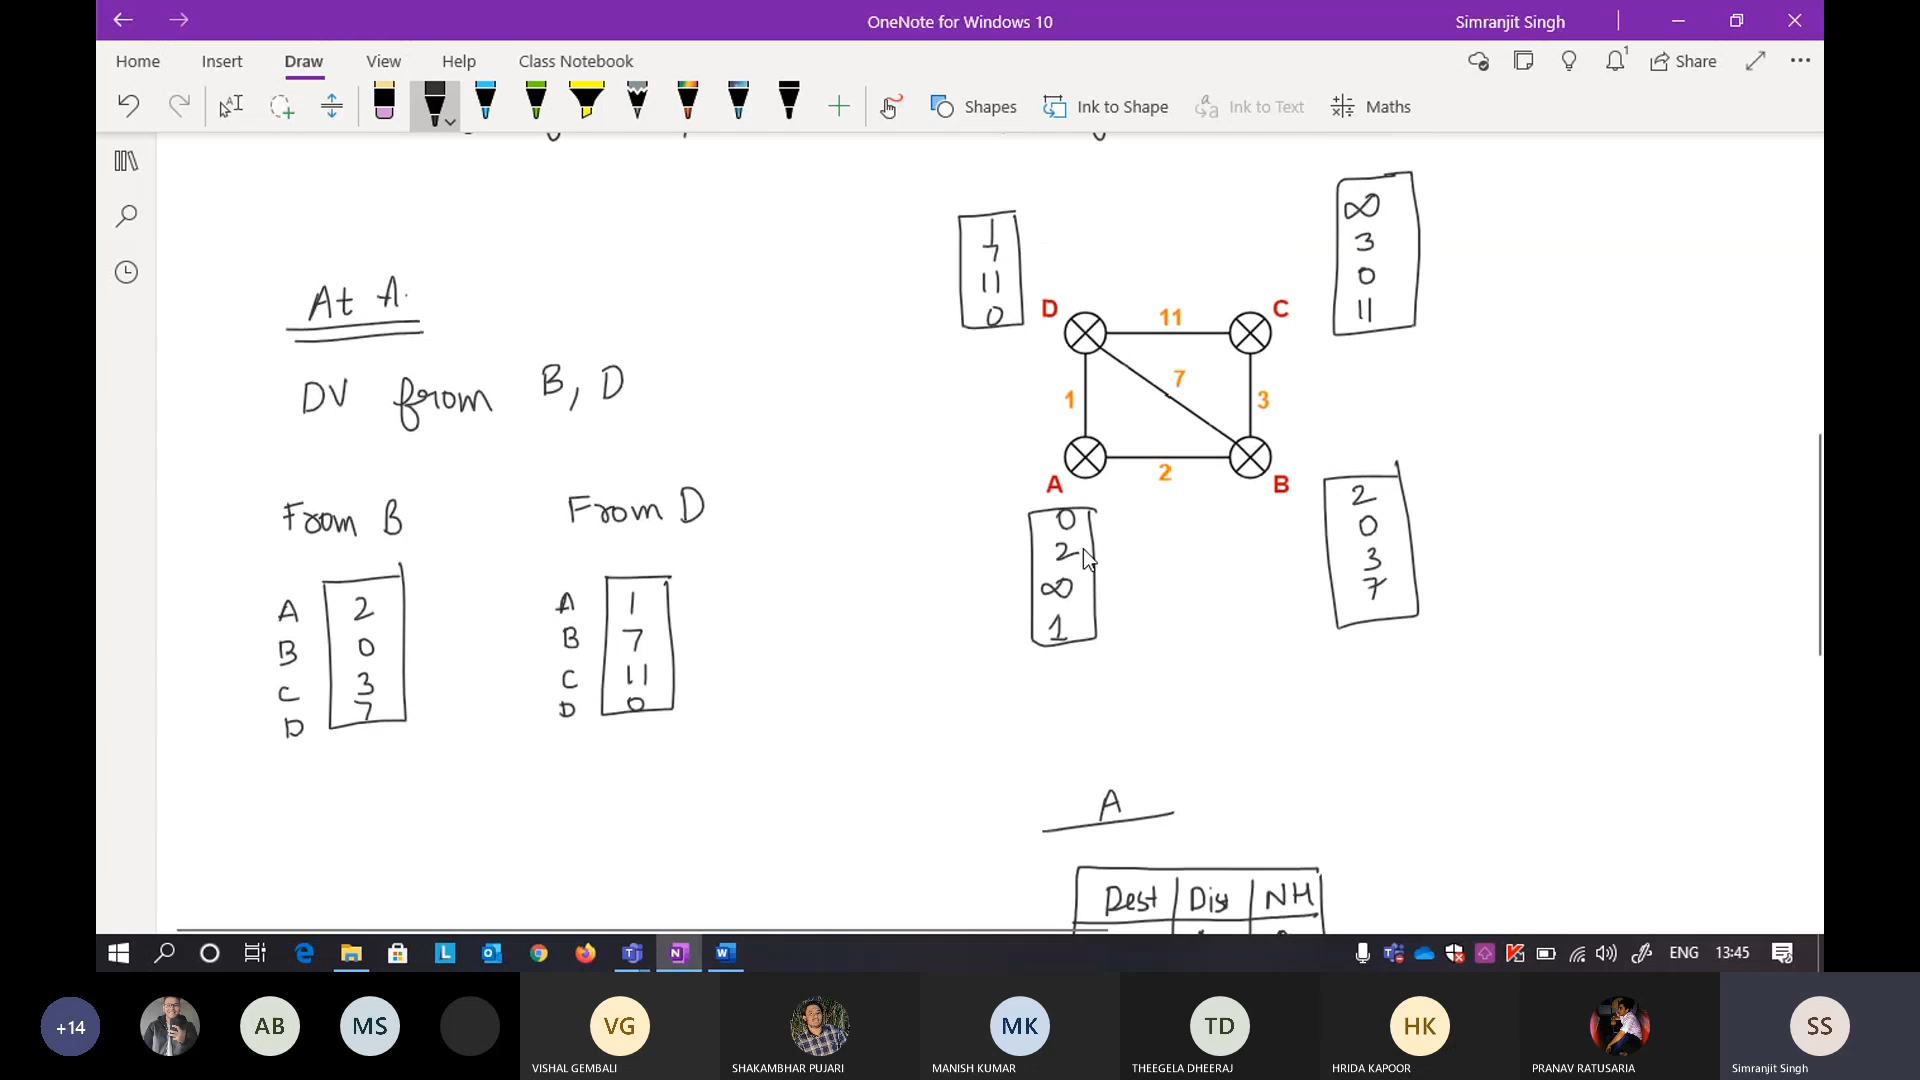 OneNote for Windows 10
Simranjit Singh
Home
Insert
Draw
View
Help
Class Notebook
1
Share
Shapes
Ink to Shape
Ink to Text
Maths
At A.
DV from B, D
From B
From D
A 2
B 0
C 3
D 7
A 1
B 7
C 11
D 0
1
7
11
0
∞
3
0
11
D
11
C
7
1
3
A
2
B
0
2
∞
1
2
0
3
7
A
Dest Dist NH
ENG
13:45
+14
AB
MS
VG
MK
TD
HK
SS
VISHAL GEMBALI
SHAKAMBHAR PUJARI
MANISH KUMAR
THEEGELA DHEERAJ
HRIDA KAPOOR
PRANAV RATUSARIA
Simranjit Singh